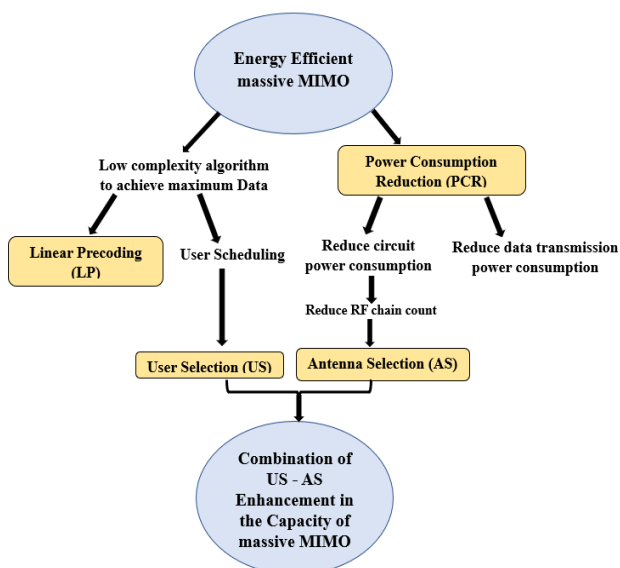 Energy Efficient
massive MIMO
Low complexity algorithm
to achieve maximum Data
Power Consumption
Reduction (PCR)
Linear Precoding
(LP)
User Scheduling
Reduce circuit
power consumption
Reduce data transmission
power consumption
Reduce RF chain count
User Selection (US)
Antenna Selection (AS)
Combination of
US - AS
Enhancement in
the Capacity of
massive MIMO